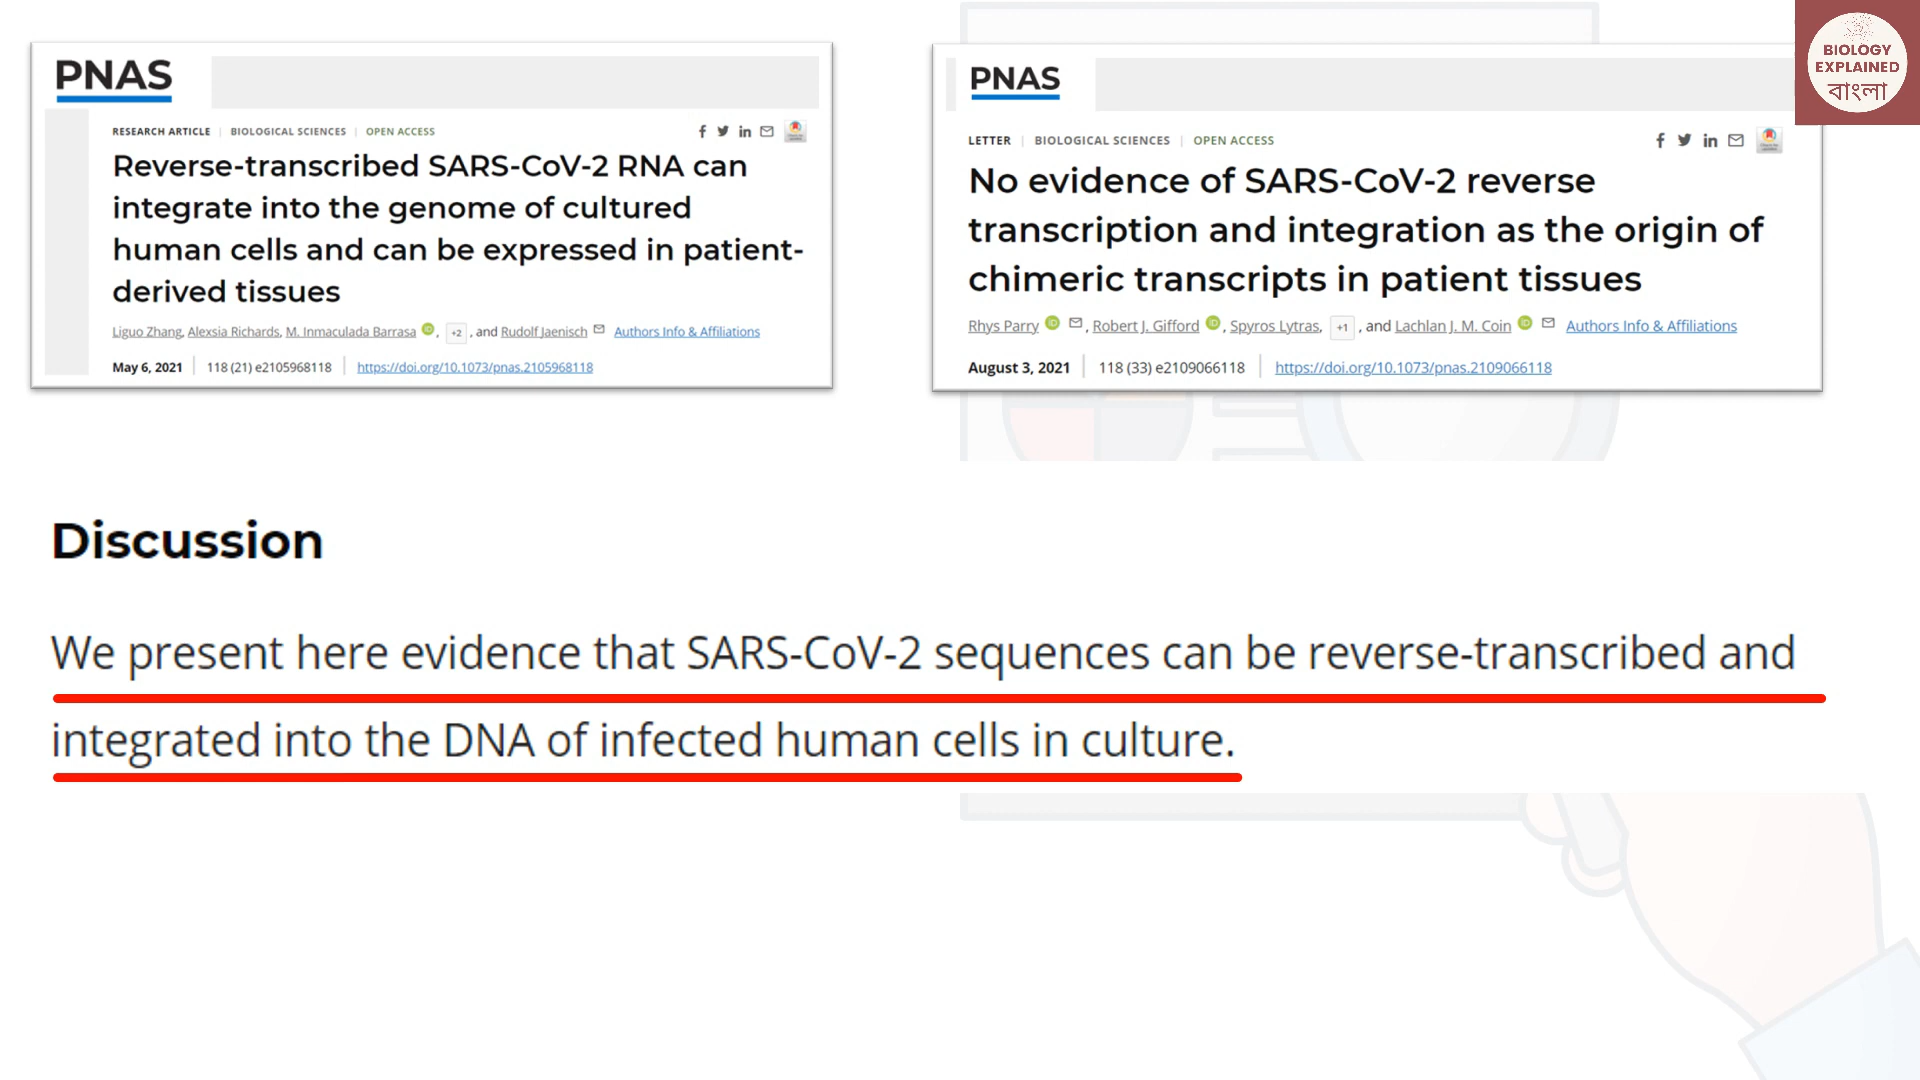 PNAS
RESEARCH ARTICLE | BIOLOGICAL SCIENCES | OPEN ACCESS
Reverse-transcribed SARS-CoV-2 RNA can
integrate into the genome of cultured
human cells and can be expressed in patient-
derived tissues
Liguo Zhang, Alexsia Richards, M. Inmaculada Barrasa, +2, and Rudolf Jaenisch Authors Info & Affiliations
May 6, 2021 | 118 (21) e2105968118 | https://doi.org/10.1073/pnas.2105968118
PNAS
LETTER | BIOLOGICAL SCIENCES | OPEN ACCESS
No evidence of SARS-CoV-2 reverse
transcription and integration as the origin of
chimeric transcripts in patient tissues
Rhys Parry, Robert J. Gifford, Spyros Lytras, +1, and Lachlan J. M. Coin Authors Info & Affiliations
August 3, 2021 | 118 (33) e2109066118 | https://doi.org/10.1073/pnas.2109066118
BIOLOGY
EXPLAINED
বাংলা
Discussion
We present here evidence that SARS-CoV-2 sequences can be reverse-transcribed and
integrated into the DNA of infected human cells in culture.